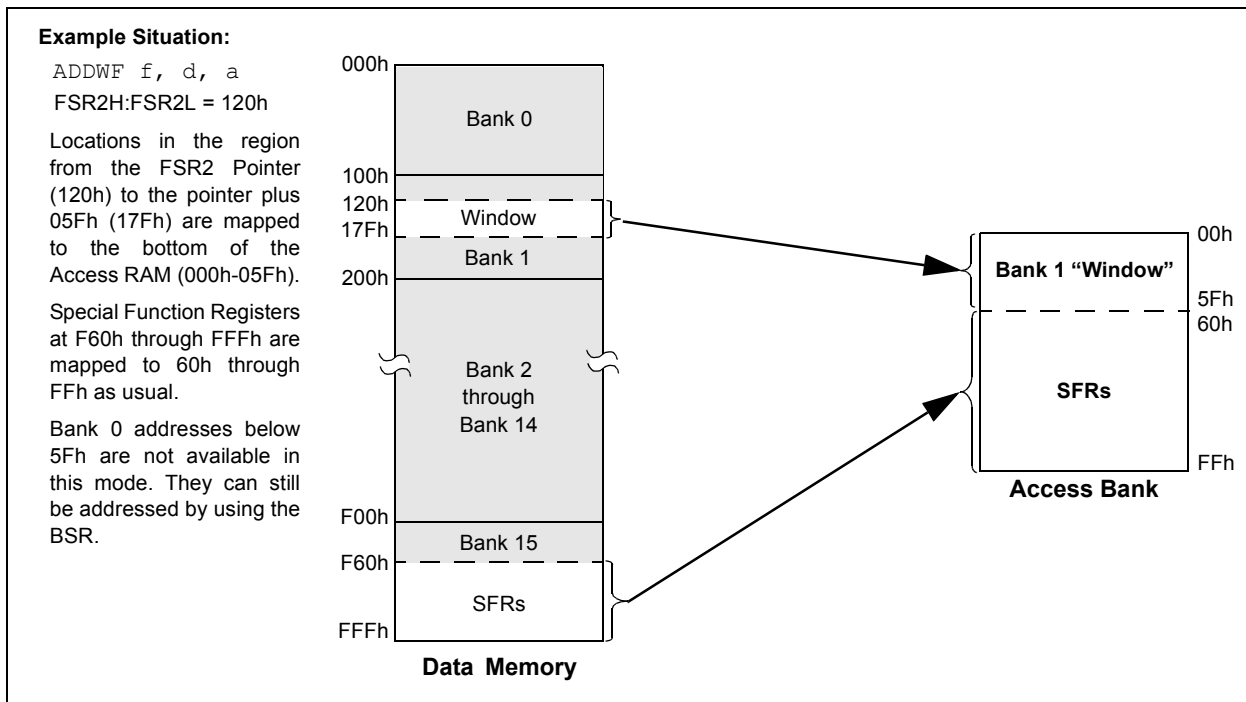 Example Situation:
ADDWF f, d, a
FSR2H:FSR2L = 120h
Locations in the region
from the FSR2 Pointer
(120h) to the pointer plus
05Fh (17Fh) are mapped
to the bottom of the
Access RAM (000h-05Fh).
Special Function Registers
at F60h through FFFh are
mapped to 60h through
FFh as usual.
Bank 0 addresses below
5Fh are not available in
this mode. They can still
be addressed by using the
BSR.
000h
Bank 0
100h
120h
Window
17Fh
Bank 1
200h
Bank 2
through
Bank 14
F00h
Bank 15
F60h
SFRs
FFFh
Data Memory
00h
Bank 1 “Window”
5Fh
60h
SFRs
FFh
Access Bank